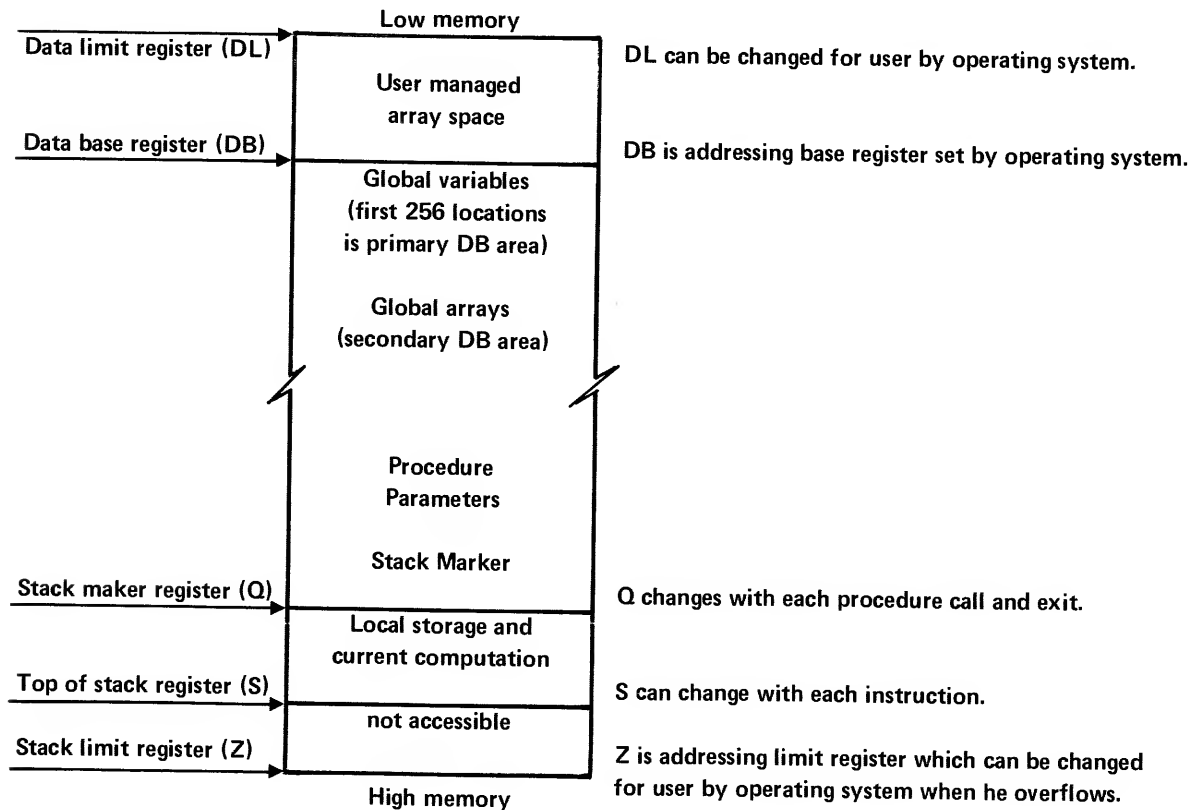 Low memory
Data limit register (DL)
DL can be changed for user by operating system.
User managed
array space
Data base register (DB)
DB is addressing base register set by operating system.
Global variables
(first 256 locations
is primary DB area)
Global arrays
(secondary DB area)
Procedure
Parameters
Stack Marker
Stack maker register (Q)
Q changes with each procedure call and exit.
Local storage and
current computation
Top of stack register (S)
S can change with each instruction.
not accessible
Stack limit register (Z)
Z is addressing limit register which can be changed
for user by operating system when he overflows.
High memory